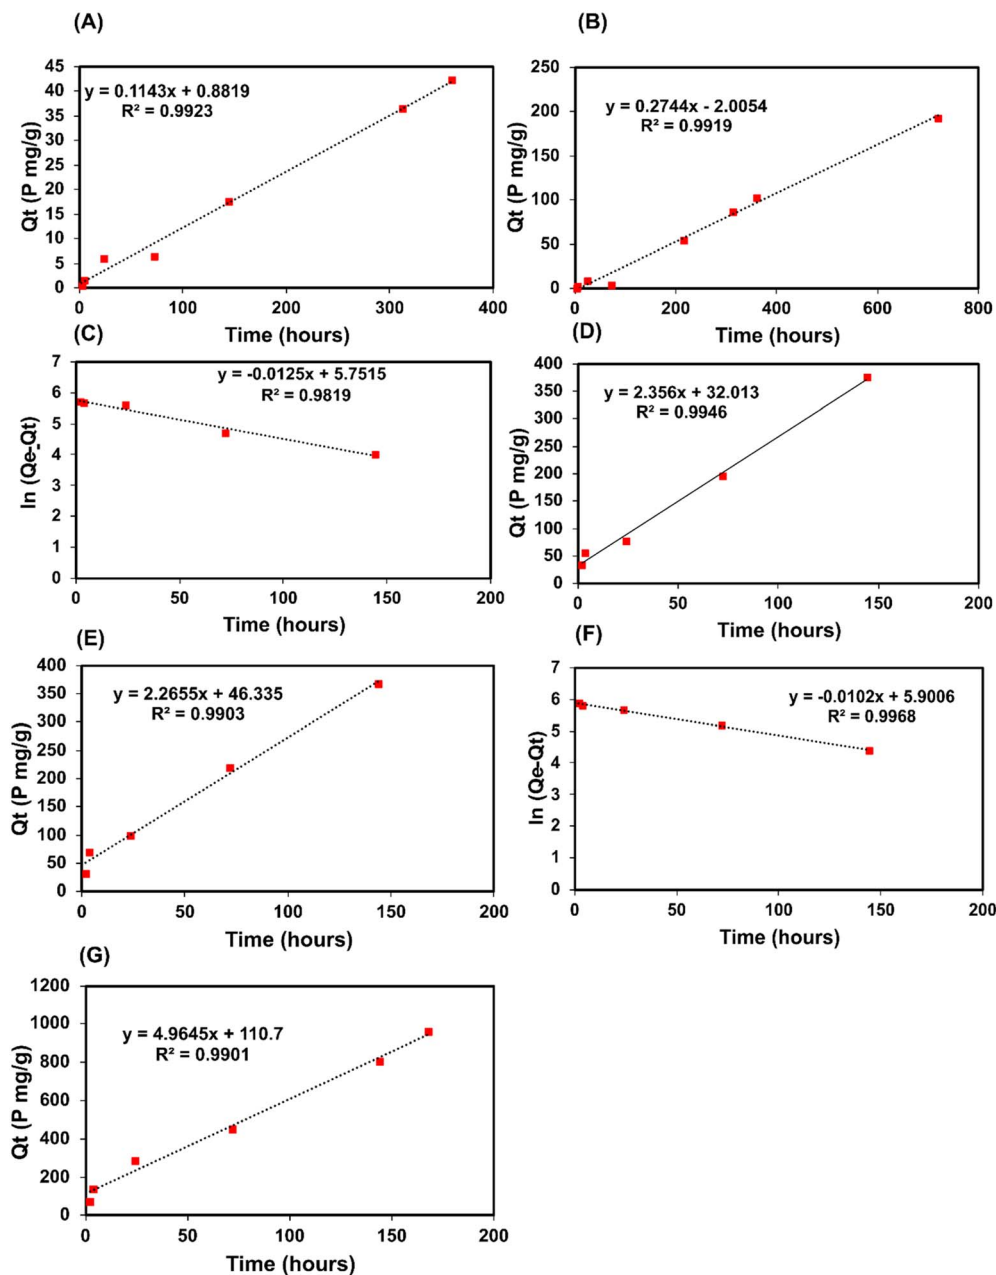 (A)
y = 0.1143x + 0.8819
R² = 0.9923
Qt (P mg/g)
45
40
35
30
25
20
15
10
5
0
0 100 200 300 400
Time (hours)
(B)
y = 0.2744x - 2.0054
R² = 0.9919
Qt (P mg/g)
250
200
150
100
50
0
0 200 400 600 800
Time (hours)
(C)
y = -0.0125x + 5.7515
R² = 0.9819
ln (Qe-Qt)
7
6
5
4
3
2
1
0
0 50 100 150 200
Time (hours)
(D)
y = 2.356x + 32.013
R² = 0.9946
Qt (P mg/g)
400
350
300
250
200
150
100
50
0
0 50 100 150 200
Time (hours)
(E)
y = 2.2655x + 46.335
R² = 0.9903
Qt (P mg/g)
400
350
300
250
200
150
100
50
0
0 50 100 150 200
Time (hours)
(F)
y = -0.0102x + 5.9006
R² = 0.9968
ln (Qe-Qt)
7
6
5
4
3
2
1
0
0 50 100 150 200
Time (hours)
(G)
y = 4.9645x + 110.7
R² = 0.9901
Qt (P mg/g)
1200
1000
800
600
400
200
0
0 50 100 150 200
Time (hours)